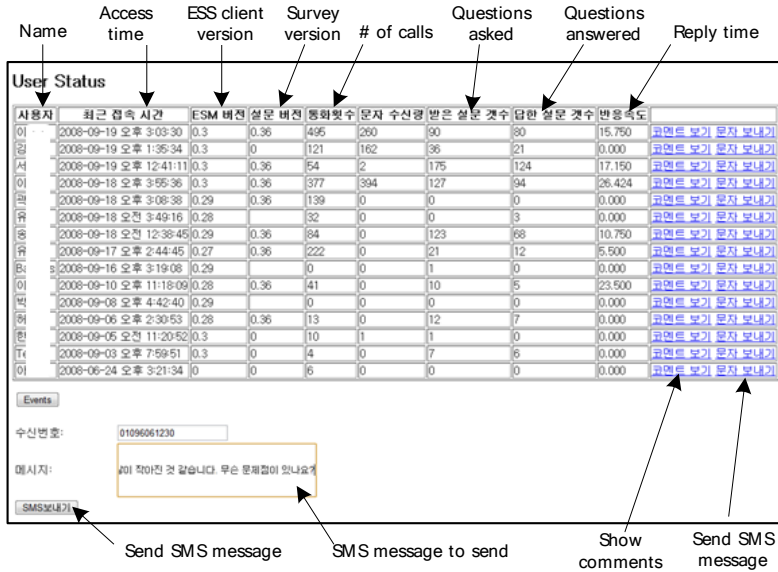 Name
Access time
ESS client version
Survey version
# of calls
Questions asked
Questions answered
Reply time
User Status
사용자 최근 접속 시간 ESM 버전 설문 버전 통화횟수 문자 수신량 받은 설문 갯수 답한 설문 갯수 반응속도
이 2008-09-19 오후 3:03:30 0.3 0.36 495 260 90 80 15.750 코멘트 보기 문자 보내기
김 2008-09-19 오후 1:35:34 0.3 0 121 162 36 21 0.000 코멘트 보기 문자 보내기
서 2008-09-19 오후 12:41:11 0.3 0.36 54 2 175 124 17.150 코멘트 보기 문자 보내기
이 2008-09-18 오후 3:55:36 0.3 0.36 377 394 127 94 26.424 코멘트 보기 문자 보내기
곽 2008-09-18 오후 3:08:38 0.29 0.36 139 0 0 0 0.000 코멘트 보기 문자 보내기
유 2008-09-18 오전 3:49:16 0.28 32 0 0 3 0.000 코멘트 보기 문자 보내기
송 2008-09-18 오전 12:38:45 0.29 0.36 84 0 123 68 10.750 코멘트 보기 문자 보내기
유 2008-09-17 오후 2:44:45 0.27 0.36 222 0 21 12 5.500 코멘트 보기 문자 보내기
Ba s 2008-09-16 오후 3:19:08 0.29 0 0 1 0 0.000 코멘트 보기 문자 보내기
이 2008-09-10 오후 11:18:09 0.28 0.36 41 0 10 5 23.500 코멘트 보기 문자 보내기
박 2008-09-08 오후 4:42:40 0.29 0 0 0 0 0.000 코멘트 보기 문자 보내기
허 2008-09-06 오후 2:30:53 0.28 0.36 13 0 12 7 0.000 코멘트 보기 문자 보내기
한 2008-09-05 오전 11:20:52 0.3 0 10 1 1 0 0.000 코멘트 보기 문자 보내기
Te 2008-09-03 오후 7:59:51 0.3 0 4 0 7 6 0.000 코멘트 보기 문자 보내기
이 2008-06-24 오후 3:21:34 0 0 6 0 0 0 0.000 코멘트 보기 문자 보내기
Events
수신번호: 01096061230
메시지: 이 작아진 것 같습니다. 무슨 문제점이 있나요?
SMS보내기
Send SMS message
SMS message to send
Show comments
Send SMS message